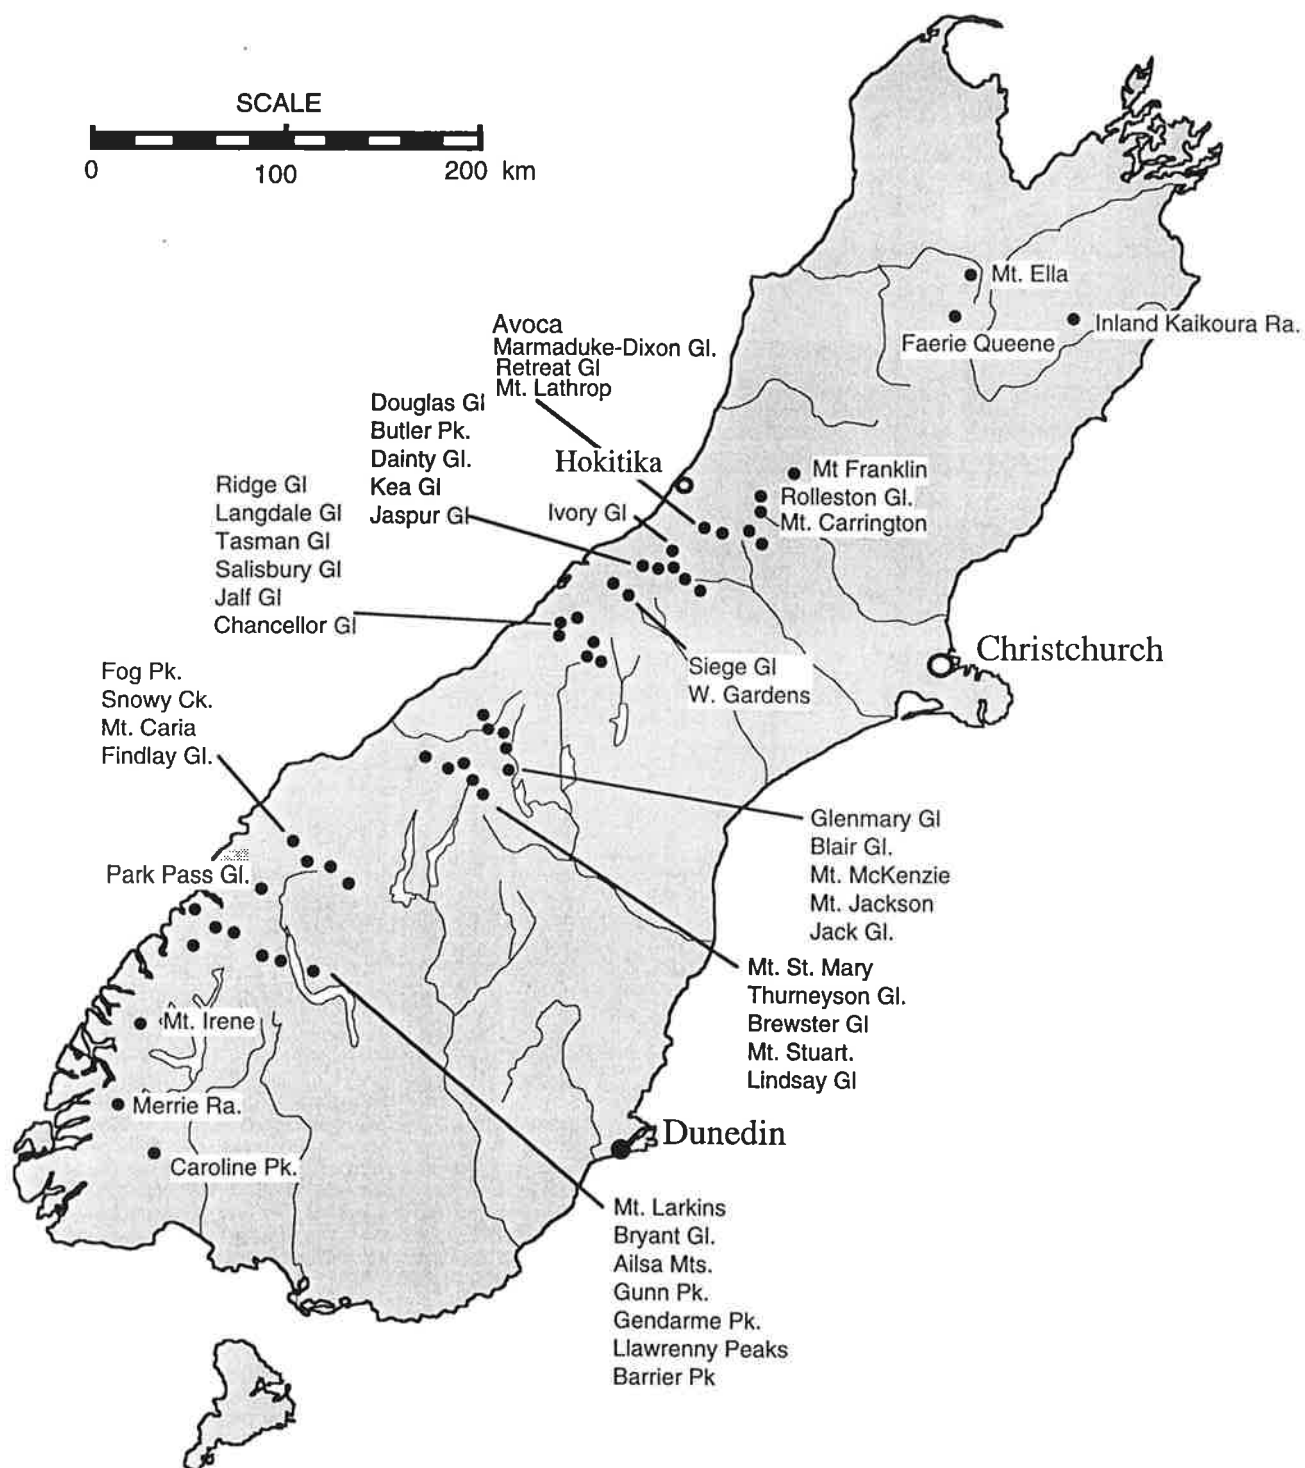 SCALE
0 100 200 km
Mt. Ella
Inland Kaikoura Ra.
Faerie Queene
Avoca
Marmaduke-Dixon Gl.
Retreat Gl
Mt. Lathrop
Douglas Gl
Butler Pk.
Dainty Gl.
Kea Gl
Jaspur Gl
Hokitika
Mt Franklin
Rolleston Gl.
Mt. Carrington
Ivory Gl
Ridge Gl
Langdale Gl
Tasman Gl
Salisbury Gl
Jalf Gl
Chancellor Gl
Christchurch
Siege Gl
W. Gardens
Fog Pk.
Snowy Ck.
Mt. Caria
Findlay Gl.
Glenmary Gl
Blair Gl.
Mt. McKenzie
Mt. Jackson
Jack Gl.
Park Pass Gl.
Mt. St. Mary
Thurneyson Gl.
Brewster Gl
Mt. Stuart.
Lindsay Gl
Mt. Irene
Merrie Ra.
Caroline Pk.
Dunedin
Mt. Larkins
Bryant Gl.
Ailsa Mts.
Gunn Pk.
Gendarme Pk.
Llawrenny Peaks
Barrier Pk